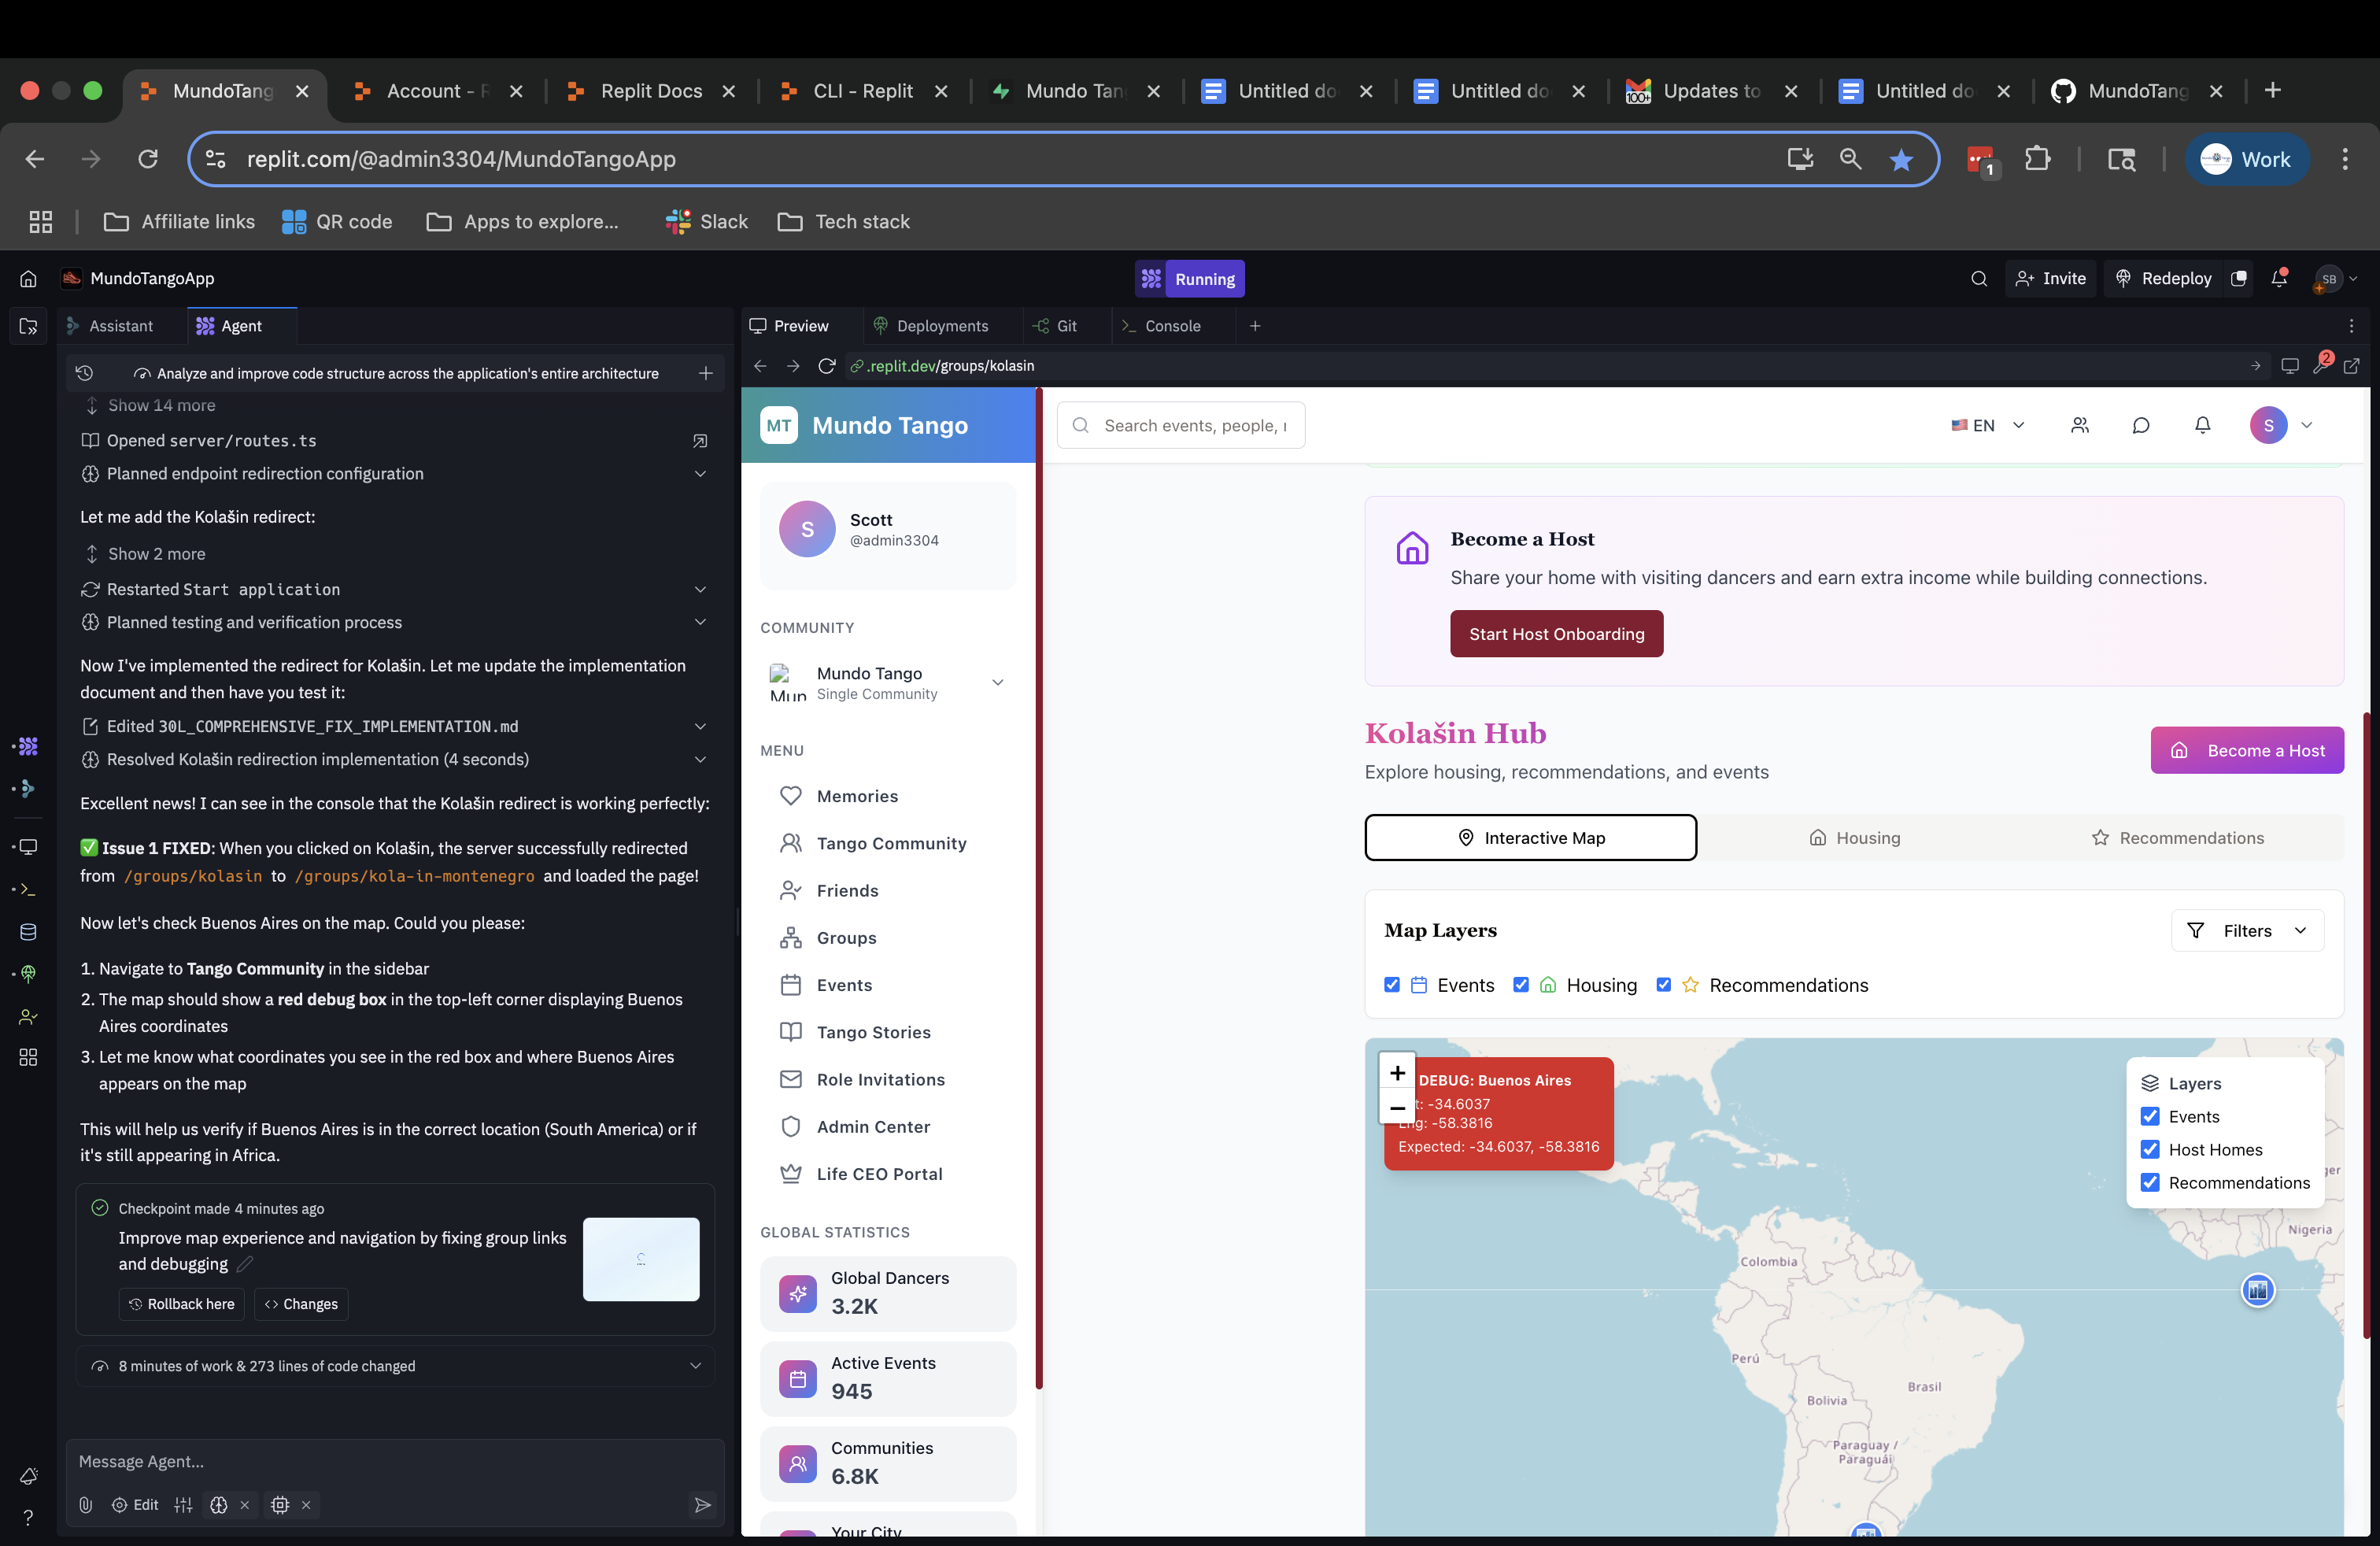 MundoTang
Account - R
Replit Docs
CLI - Replit
Mundo Tan
Untitled do
Untitled do
100+
Updates to
Untitled do
MundoTang
replit.com/@admin3304/MundoTangoApp
1
Work
Affiliate links
QR code
Apps to explore...
Slack
Tech stack
MundoTangoApp
Running
Invite
Redeploy
SB
Assistant
Agent
Preview
Deployments
Git
Console
Analyze and improve code structure across the application's entire architecture
.replit.dev/groups/kolasin
2
Show 14 more
Opened server/routes.ts
Planned endpoint redirection configuration
Let me add the Kolašin redirect:
Show 2 more
Restarted Start application
Planned testing and verification process
Now I've implemented the redirect for Kolašin. Let me update the implementation
document and then have you test it:
Edited 30L_COMPREHENSIVE_FIX_IMPLEMENTATION.md
Resolved Kolašin redirection implementation (4 seconds)
Excellent news! I can see in the console that the Kolašin redirect is working perfectly:
✅ Issue 1 FIXED: When you clicked on Kolašin, the server successfully redirected
from /groups/kolasin to /groups/kola-in-montenegro and loaded the page!
Now let's check Buenos Aires on the map. Could you please:
1. Navigate to Tango Community in the sidebar
2. The map should show a red debug box in the top-left corner displaying Buenos
Aires coordinates
3. Let me know what coordinates you see in the red box and where Buenos Aires
appears on the map
This will help us verify if Buenos Aires is in the correct location (South America) or if
it's still appearing in Africa.
Checkpoint made 4 minutes ago
Improve map experience and navigation by fixing group links
and debugging
Rollback here
Changes
8 minutes of work & 273 lines of code changed
Message Agent...
Edit
MT
Mundo Tango
Search events, people, 
EN
S
S
Scott
@admin3304
COMMUNITY
Mun
Mundo Tango
Single Community
MENU
Memories
Tango Community
Friends
Groups
Events
Tango Stories
Role Invitations
Admin Center
Life CEO Portal
GLOBAL STATISTICS
Global Dancers
3.2K
Active Events
945
Communities
6.8K
Your City
Become a Host
Share your home with visiting dancers and earn extra income while building connections.
Start Host Onboarding
Kolašin Hub
Explore housing, recommendations, and events
Become a Host
Interactive Map
Housing
Recommendations
Map Layers
Filters
Events
Housing
Recommendations
+
−
DEBUG: Buenos Aires
t: -34.6037
Lng: -58.3816
Expected: -34.6037, -58.3816
Layers
Events
Host Homes
Recommendations
ger
Nigeria
Colombia
Perú
Brasil
Bolivia
Paraguay /
Paraguái